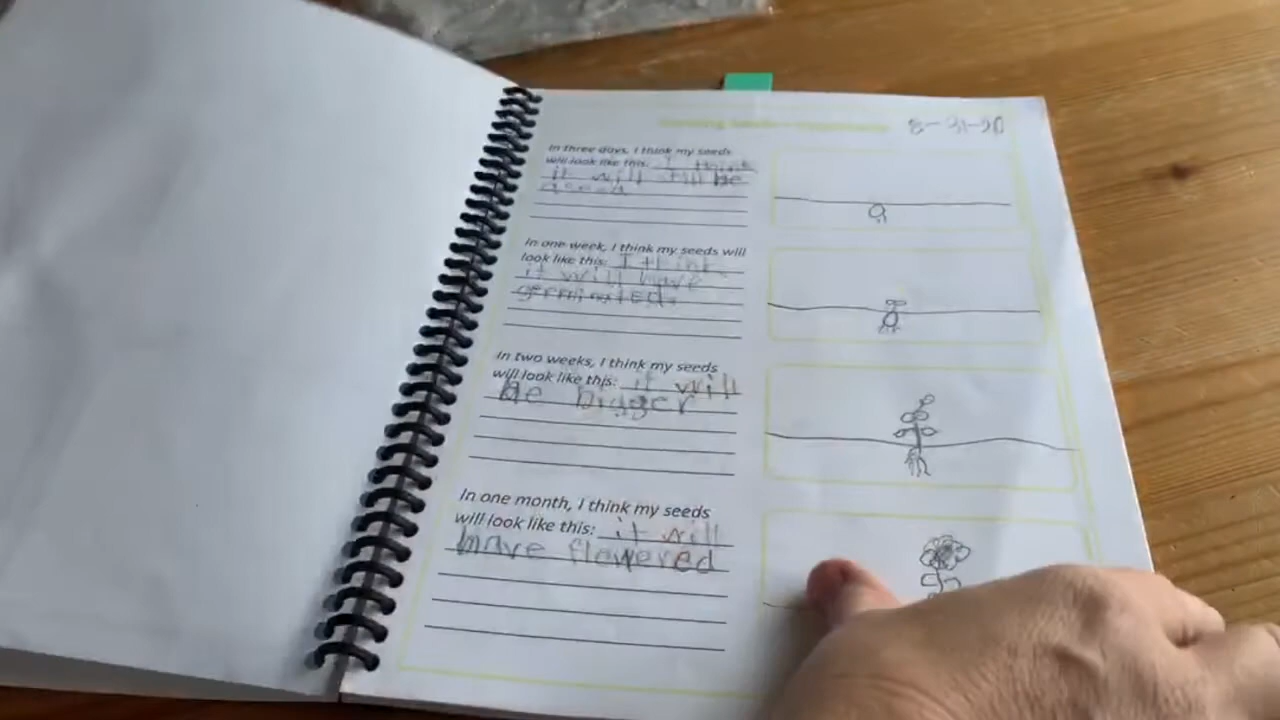 8-31-20
In three days, I think my seeds
will look like this: I think
it will still be
a seed
In one week, I think my seeds will
look like this: I think
it will have
germinated.
In two weeks, I think my seeds
will look like this: it will
be bigger
In one month, I think my seeds
will look like this: it will
have flowered